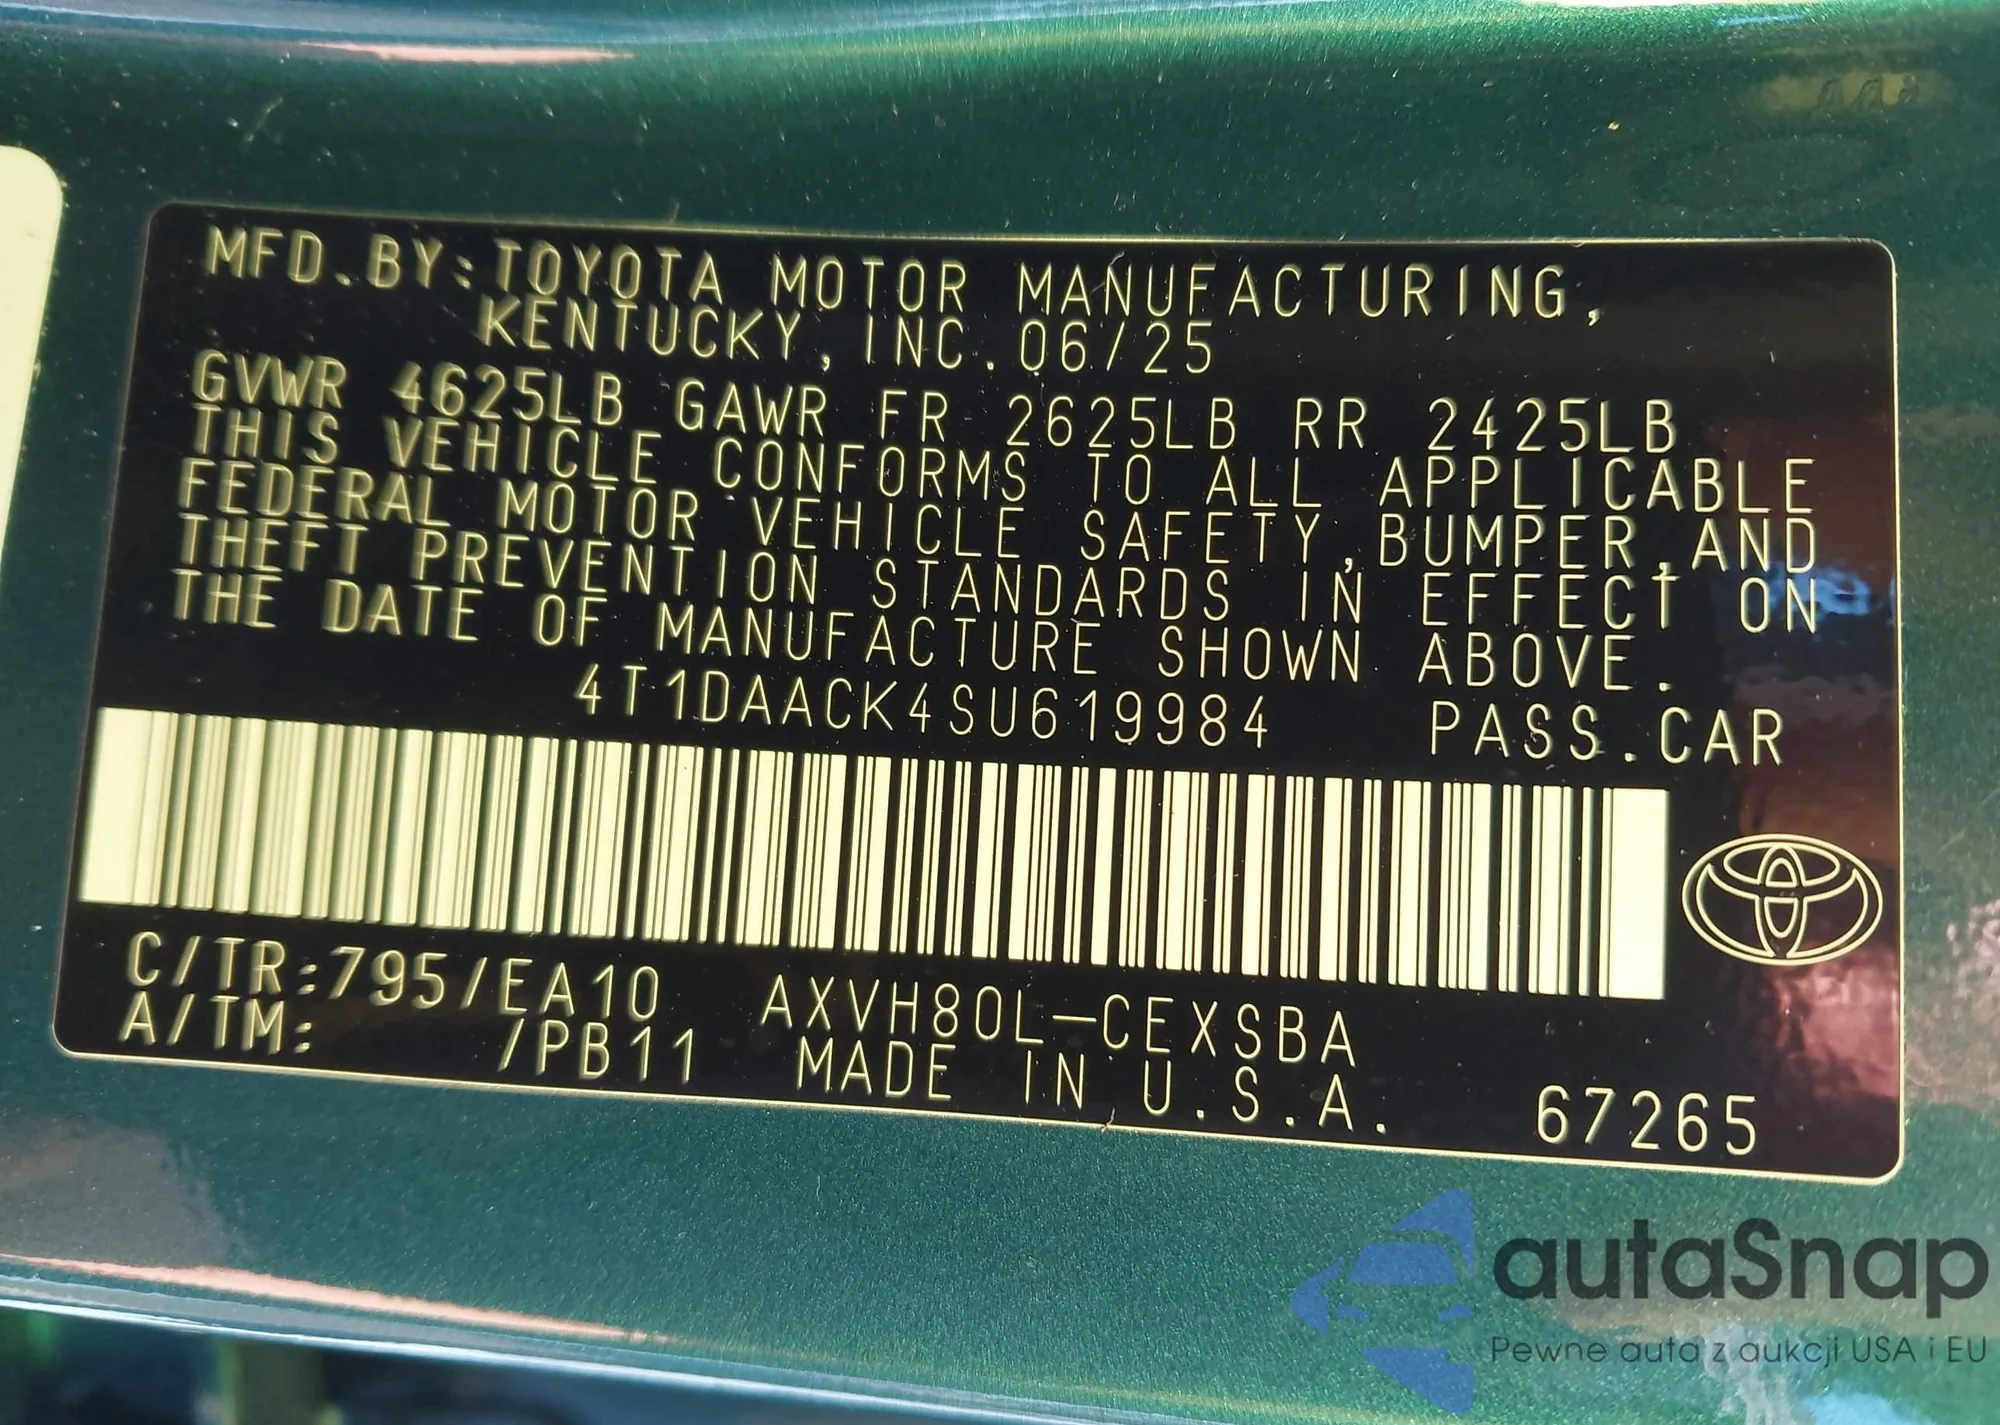 MFD.BY:TOYOTA MOTOR MANUFACTURING,
KENTUCKY, INC. 06/25
GVWR 4625LB GAWR FR 2625LB RR 2425LB
THIS VEHICLE CONFORMS TO ALL APPLICABLE
FEDERAL MOTOR VEHICLE SAFETY, BUMPER, AND
THEFT PREVENTION STANDARDS IN EFFECT ON
THE DATE OF MANUFACTURE SHOWN ABOVE.
4T1DAACK4SU619984 PASS.CAR
C/TR:795/EA10 AXVH80L-CEXSBA
A/TM: /PB11 MADE IN U.S.A. 67265
autaSnap
Pewne auta z aukcji USA i EU